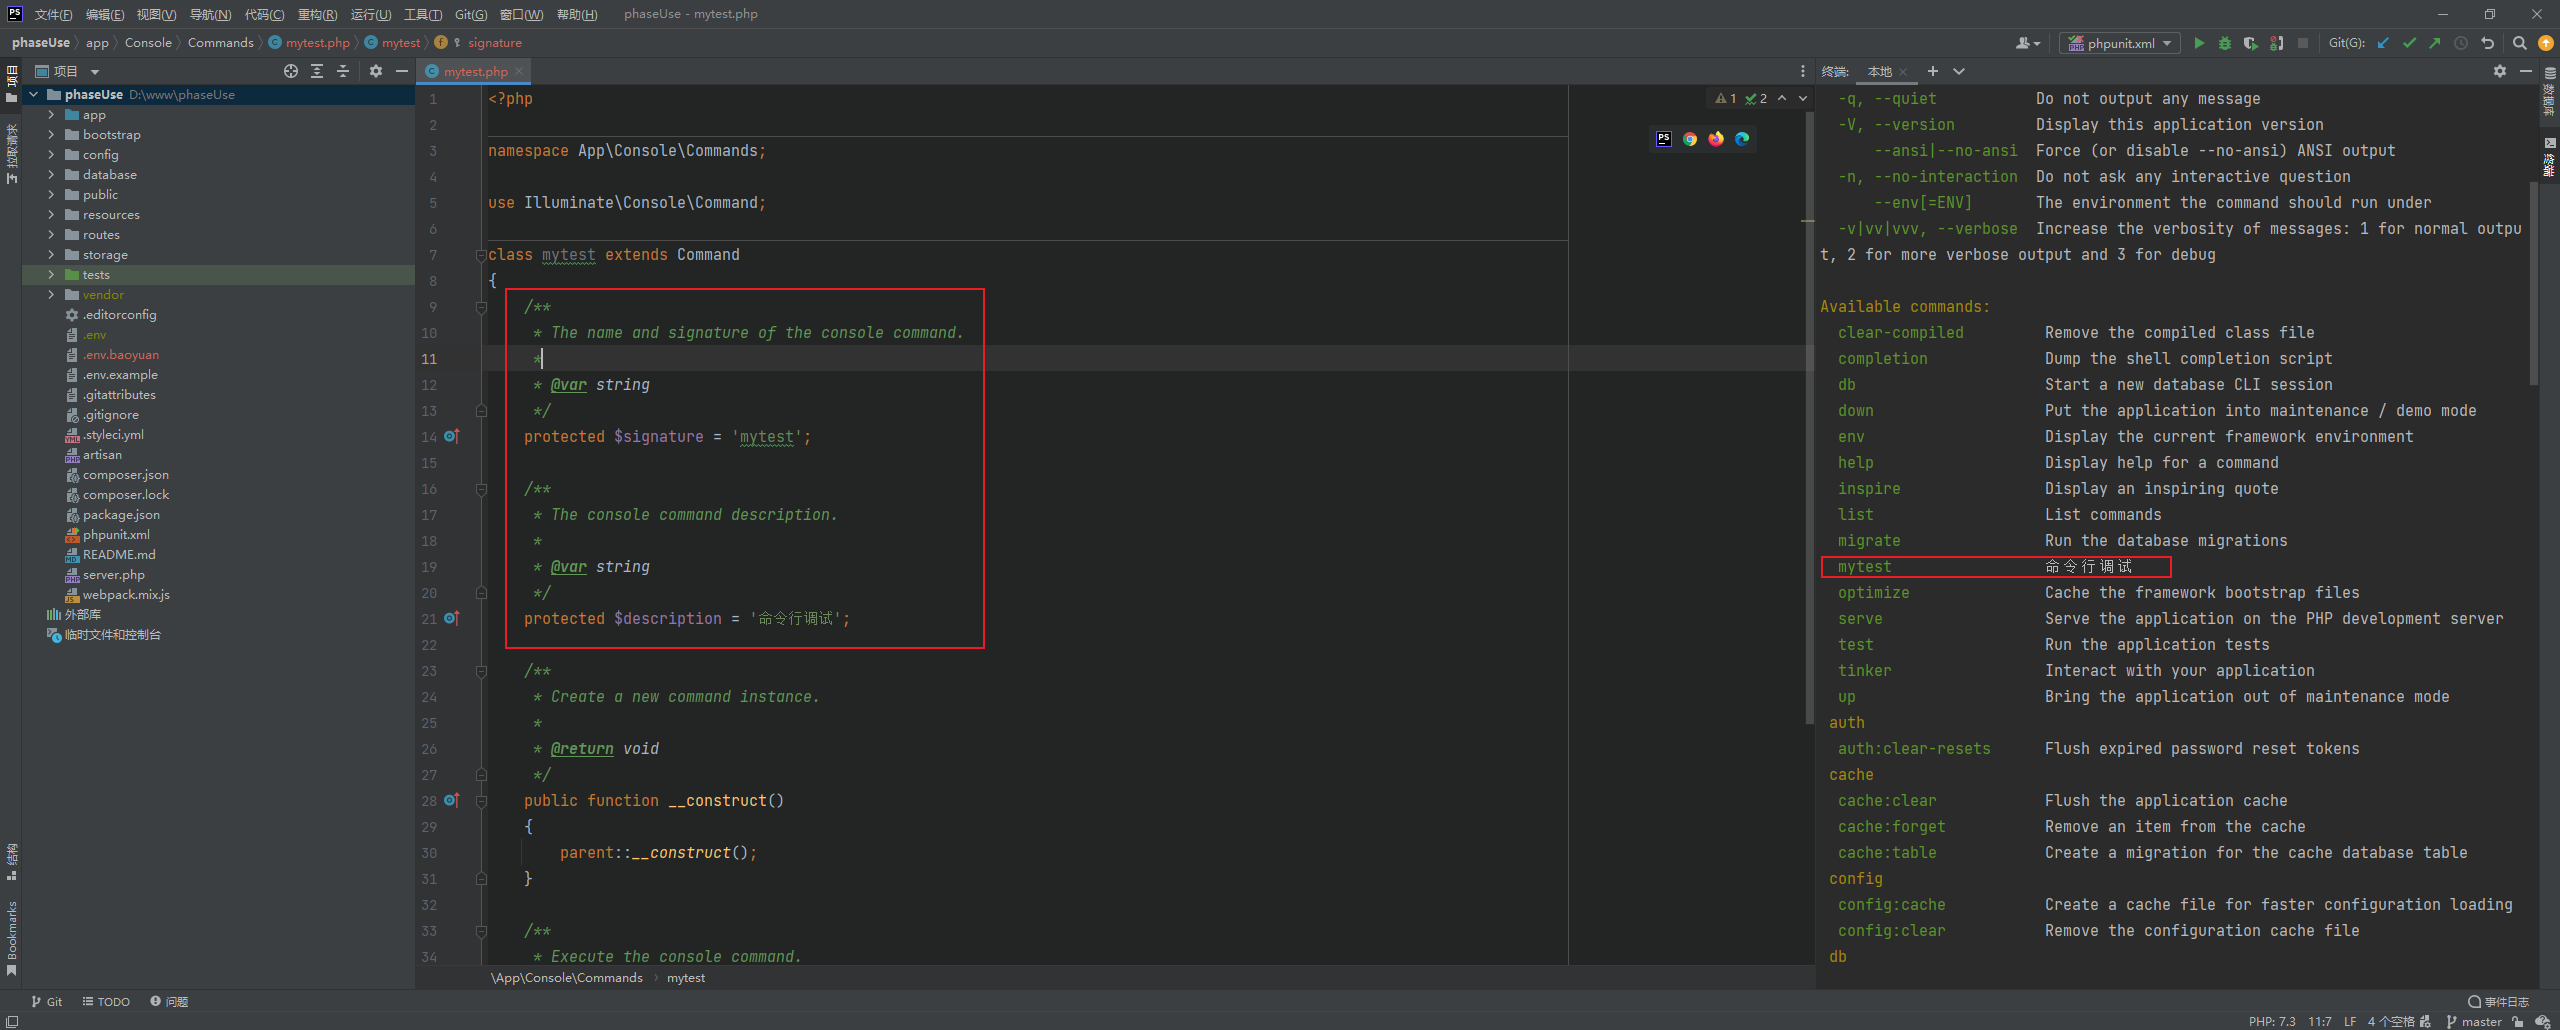 PS 文件(F) 编辑(E) 视图(V) 导航(N) 代码(C) 重构(R) 运行(U) 工具(T) Git(G) 窗口(W) 帮助(H) phaseUse - mytest.php
phaseUse app Console Commands mytest.php mytest signature
phpunit.xml Git(G):
项目
mytest.php
终端: 本地
项目
拉取请求
结构
Bookmarks
phaseUse D:\www\phaseUse
app
bootstrap
config
database
public
resources
routes
storage
tests
vendor
.editorconfig
.env
.env.baoyuan
.env.example
.gitattributes
.gitignore
.styleci.yml
artisan
composer.json
composer.lock
package.json
phpunit.xml
README.md
server.php
webpack.mix.js
外部库
临时文件和控制台
1 <?php
2
3 namespace App\Console\Commands;
4
5 use Illuminate\Console\Command;
6
7 class mytest extends Command
8 {
9 /**
10 * The name and signature of the console command.
11 *
12 * @var string
13 */
14 protected $signature = 'mytest';
15
16 /**
17 * The console command description.
18 *
19 * @var string
20 */
21 protected $description = '命令行调试';
22
23 /**
24 * Create a new command instance.
25 *
26 * @return void
27 */
28 public function __construct()
29 {
30 parent::__construct();
31 }
32
33 /**
34 * Execute the console command.
1 2
\App\Console\Commands mytest
-q, --quiet Do not output any message
-V, --version Display this application version
--ansi|--no-ansi Force (or disable --no-ansi) ANSI output
-n, --no-interaction Do not ask any interactive question
--env[=ENV] The environment the command should run under
-v|vv|vvv, --verbose Increase the verbosity of messages: 1 for normal outpu
t, 2 for more verbose output and 3 for debug
Available commands:
clear-compiled Remove the compiled class file
completion Dump the shell completion script
db Start a new database CLI session
down Put the application into maintenance / demo mode
env Display the current framework environment
help Display help for a command
inspire Display an inspiring quote
list List commands
migrate Run the database migrations
mytest 命令行调试
optimize Cache the framework bootstrap files
serve Serve the application on the PHP development server
test Run the application tests
tinker Interact with your application
up Bring the application out of maintenance mode
auth
auth:clear-resets Flush expired password reset tokens
cache
cache:clear Flush the application cache
cache:forget Remove an item from the cache
cache:table Create a migration for the cache database table
config
config:cache Create a cache file for faster configuration loading
config:clear Remove the configuration cache file
db
数据库
终端
Git TODO 问题
事件日志
PHP: 7.3 11:7 LF 4 个空格 master